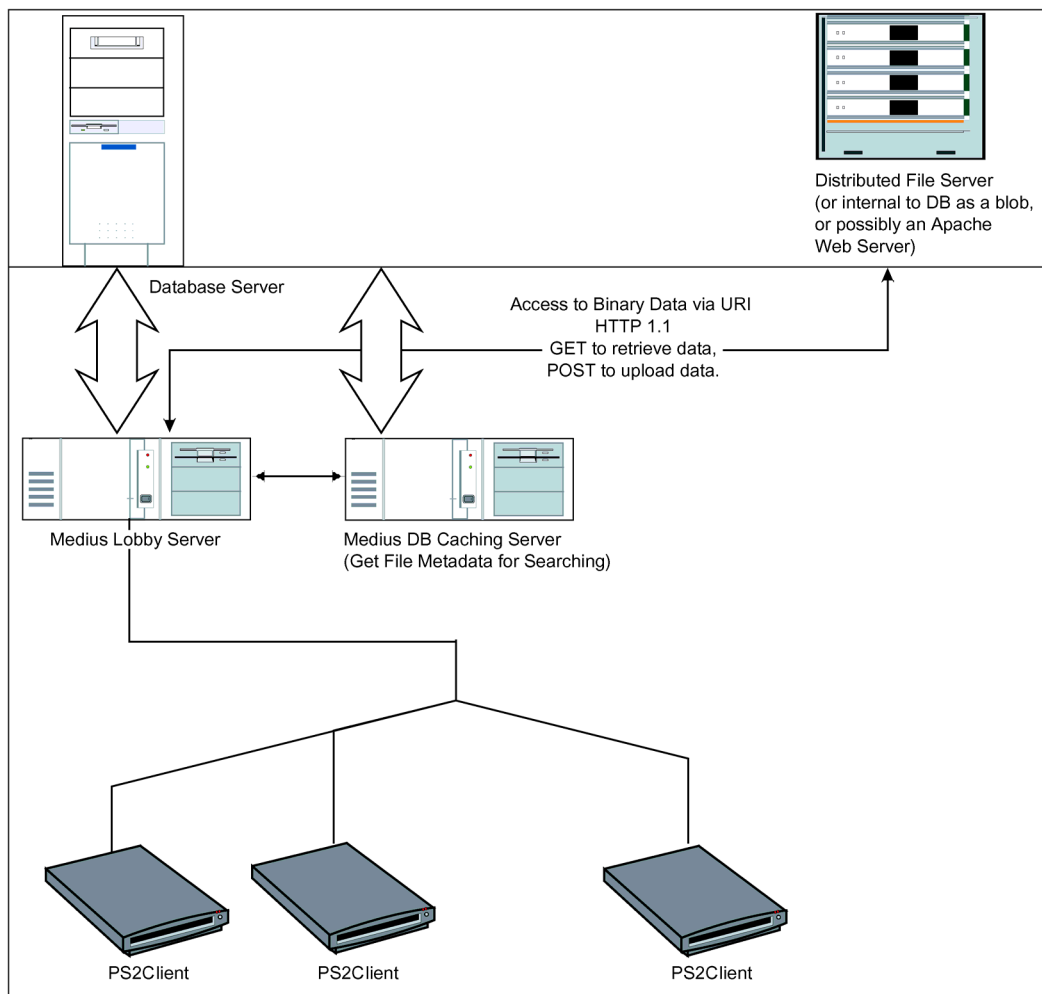 Distributed File Server
(or internal to DB as a blob,
or possibly an Apache
Web Server)
Database Server
Access to Binary Data via URI
HTTP 1.1
GET to retrieve data,
POST to upload data.
Medius Lobby Server
Medius DB Caching Server
(Get File Metadata for Searching)
PS2Client
PS2Client
PS2Client